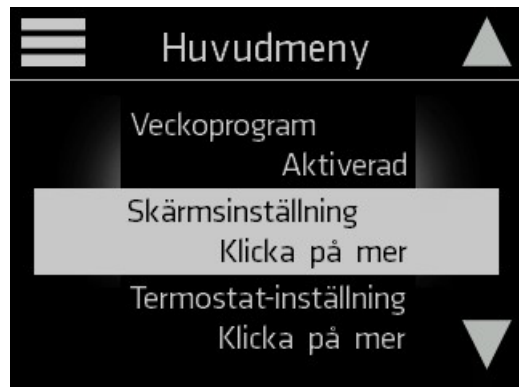 Huvudmeny
Veckoprogram
Aktiverad
Skärmsinställning
Klicka på mer
Termostat-inställning
Klicka på mer